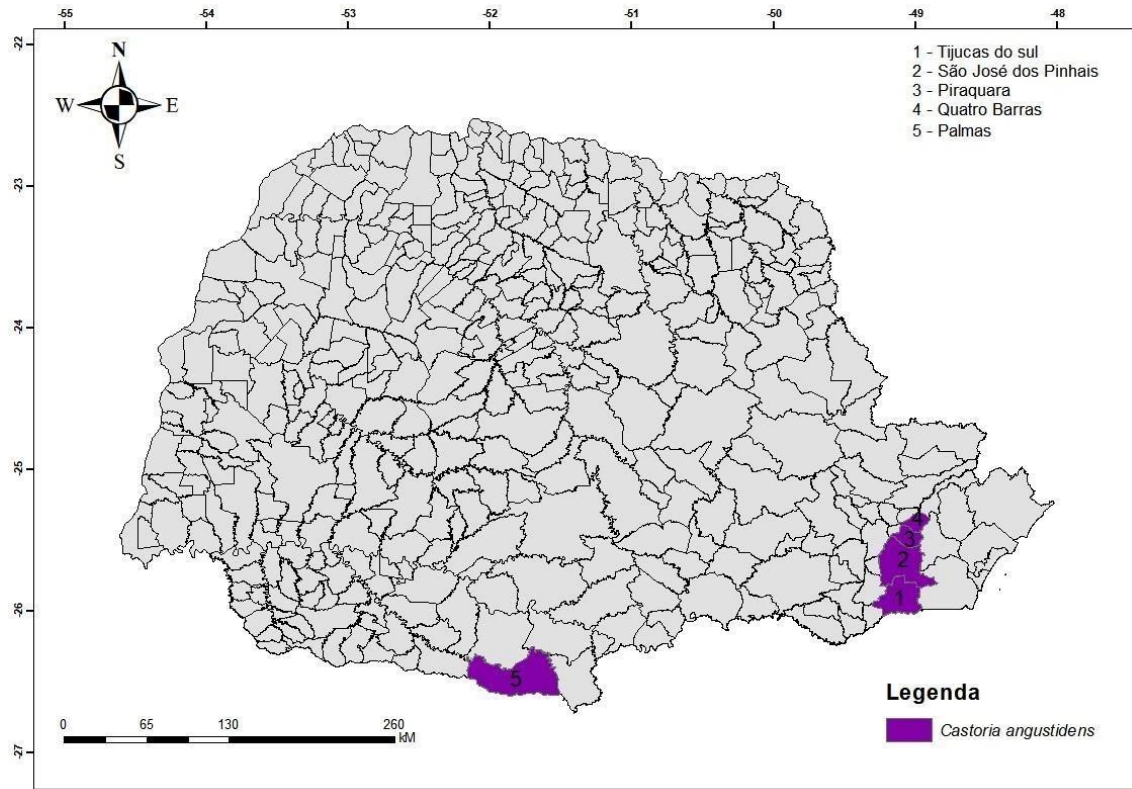 -55 -54 -53 -52 -51 -50 -49 -48
-22
N
W E
S
1 - Tijucas do sul
2 - São José dos Pinhais
3 - Piraquara
4 - Quatro Barras
5 - Palmas
-23
-24
-25
4
3
2
1
-26
5
Legenda
Castoria angustidens
0 65 130 260
kM
-27